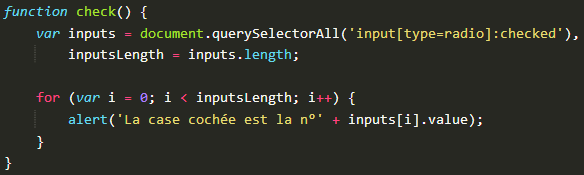 function check() {
    var inputs = document.querySelectorAll('input[type=radio]:checked'),
        inputsLength = inputs.length;

    for (var i = 0; i < inputsLength; i++) {
        alert('La case cochée est la n°' + inputs[i].value);
    }
}